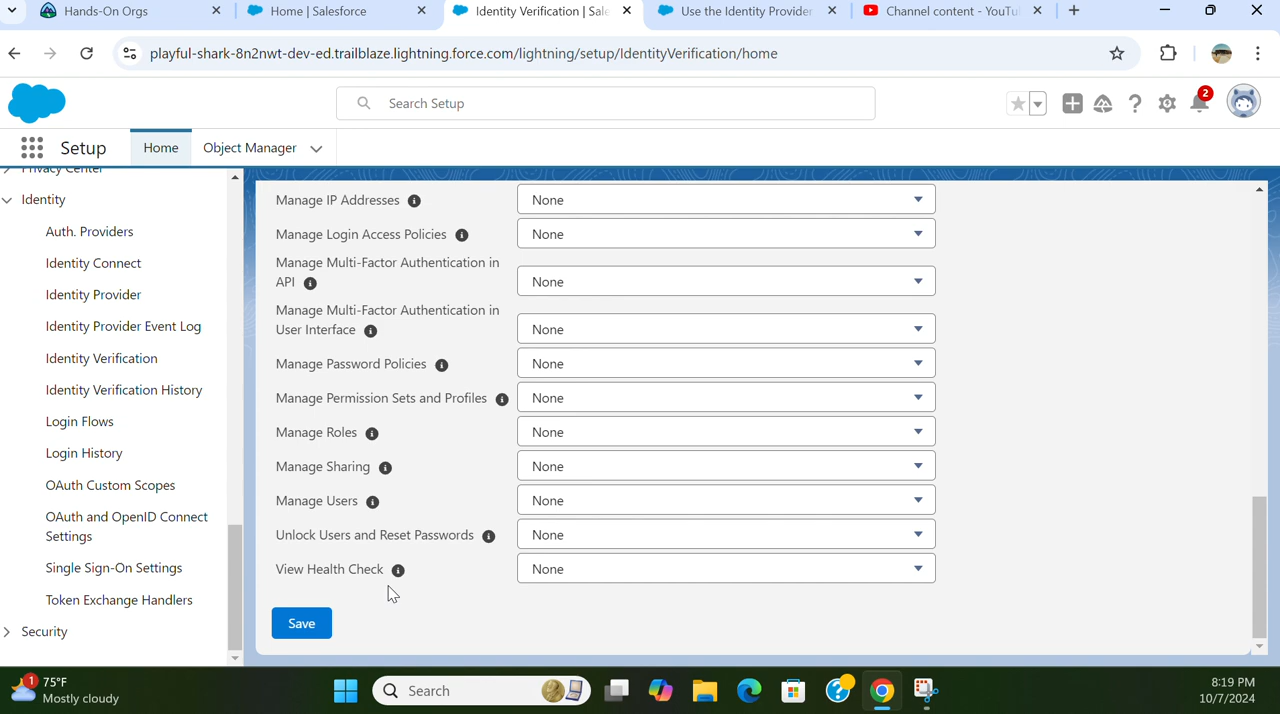 Hands-On Orgs
Home | Salesforce
Identity Verification | Sale
Use the Identity Provider
Channel content - YouTu
playful-shark-8n2nwt-dev-ed.trailblaze.lightning.force.com/lightning/setup/IdentityVerification/home
Search Setup
2
Setup
Home
Object Manager
Privacy Center
Identity
Auth. Providers
Identity Connect
Identity Provider
Identity Provider Event Log
Identity Verification
Identity Verification History
Login Flows
Login History
OAuth Custom Scopes
OAuth and OpenID Connect
Settings
Single Sign-On Settings
Token Exchange Handlers
Security
Manage IP Addresses
None
Manage Login Access Policies
None
Manage Multi-Factor Authentication in
API
None
Manage Multi-Factor Authentication in
User Interface
None
Manage Password Policies
None
Manage Permission Sets and Profiles
None
Manage Roles
None
Manage Sharing
None
Manage Users
None
Unlock Users and Reset Passwords
None
View Health Check
None
Save
1
75°F
Mostly cloudy
Search
8:19 PM
10/7/2024